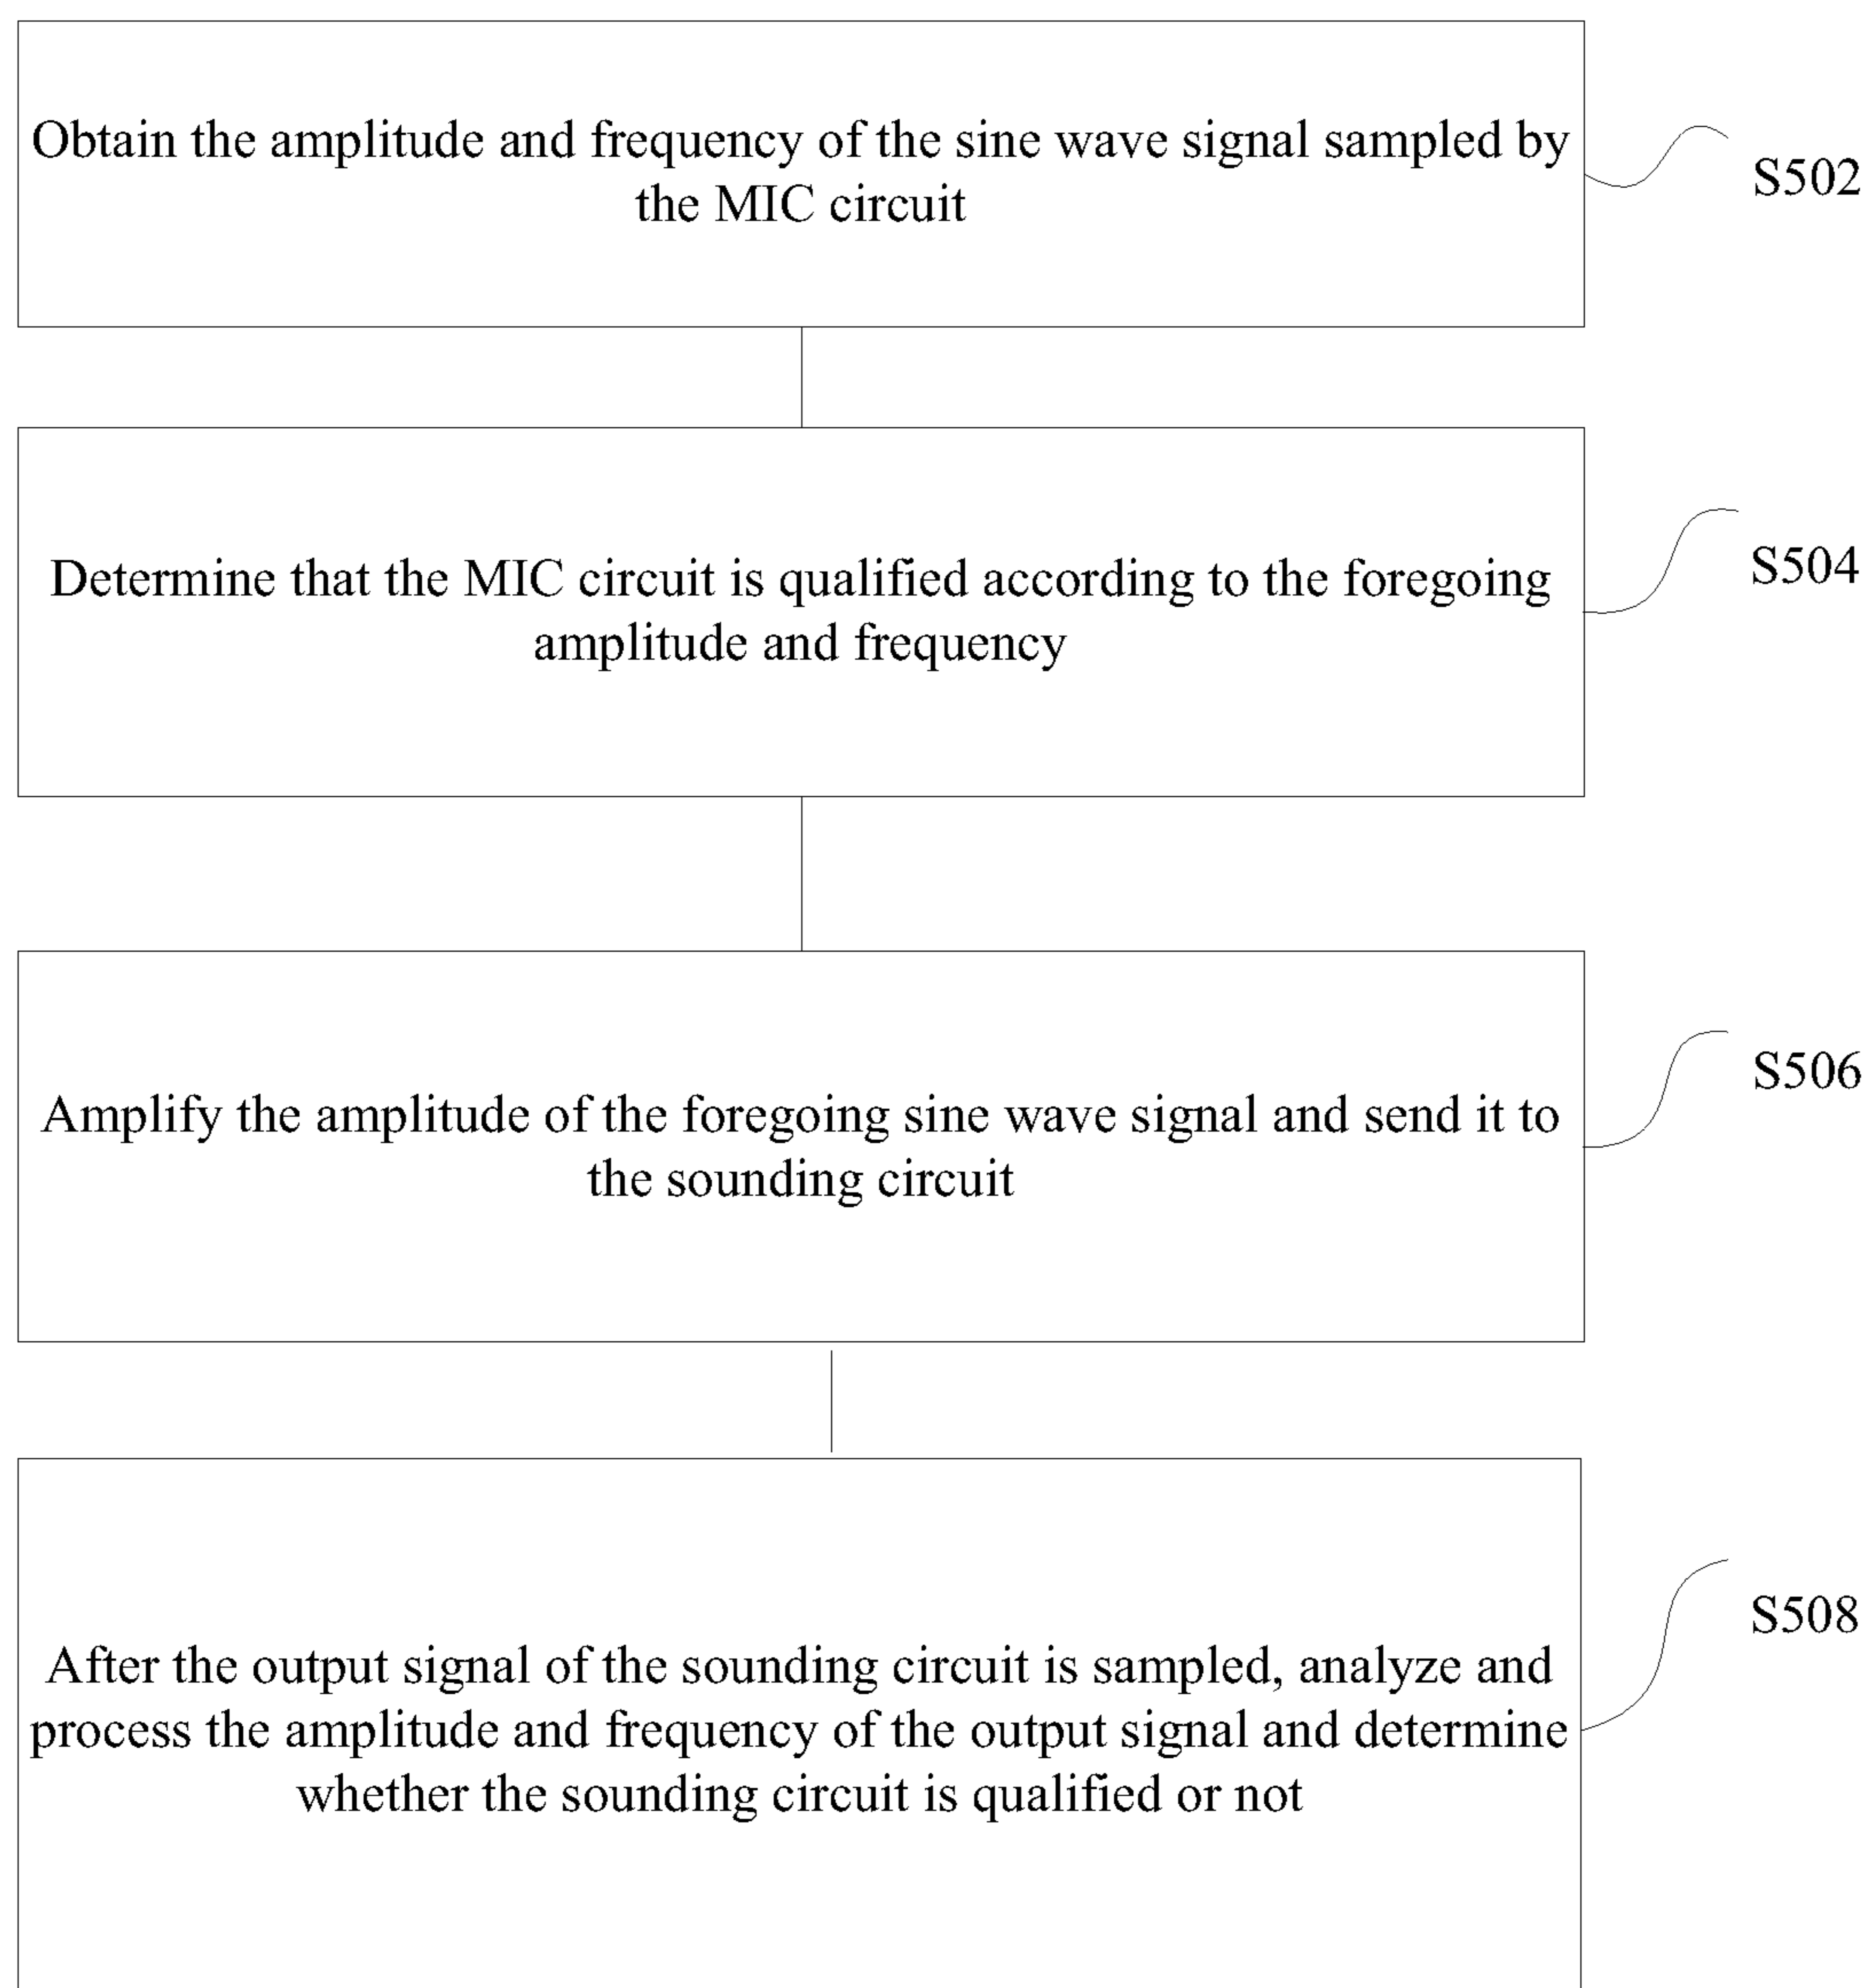 Obtain the amplitude and frequency of the sine wave signal sampled by
the MIC circuit
S502
Determine that the MIC circuit is qualified according to the foregoing
amplitude and frequency
S504
Amplify the amplitude of the foregoing sine wave signal and send it to
the sounding circuit
S506
After the output signal of the sounding circuit is sampled, analyze and
process the amplitude and frequency of the output signal and determine
whether the sounding circuit is qualified or not
S508